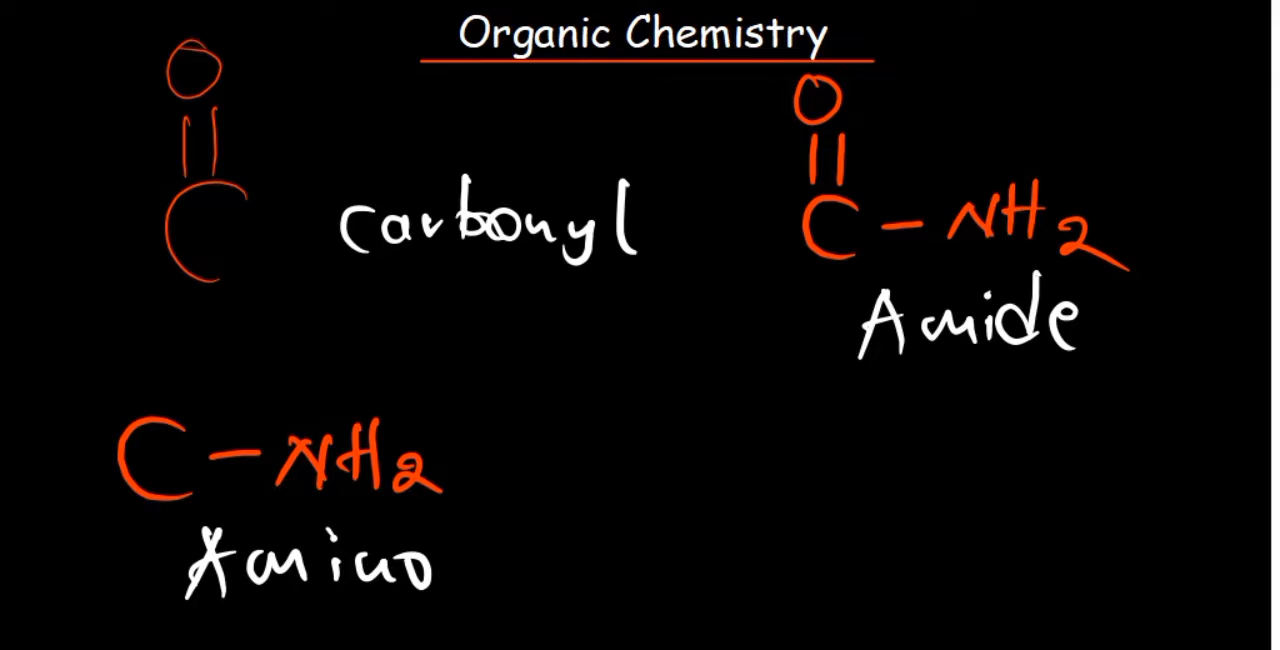 Organic Chemistry
O
O
||
||
C
Carbonyl
C - NH2
Amide
C - NH2
Amino